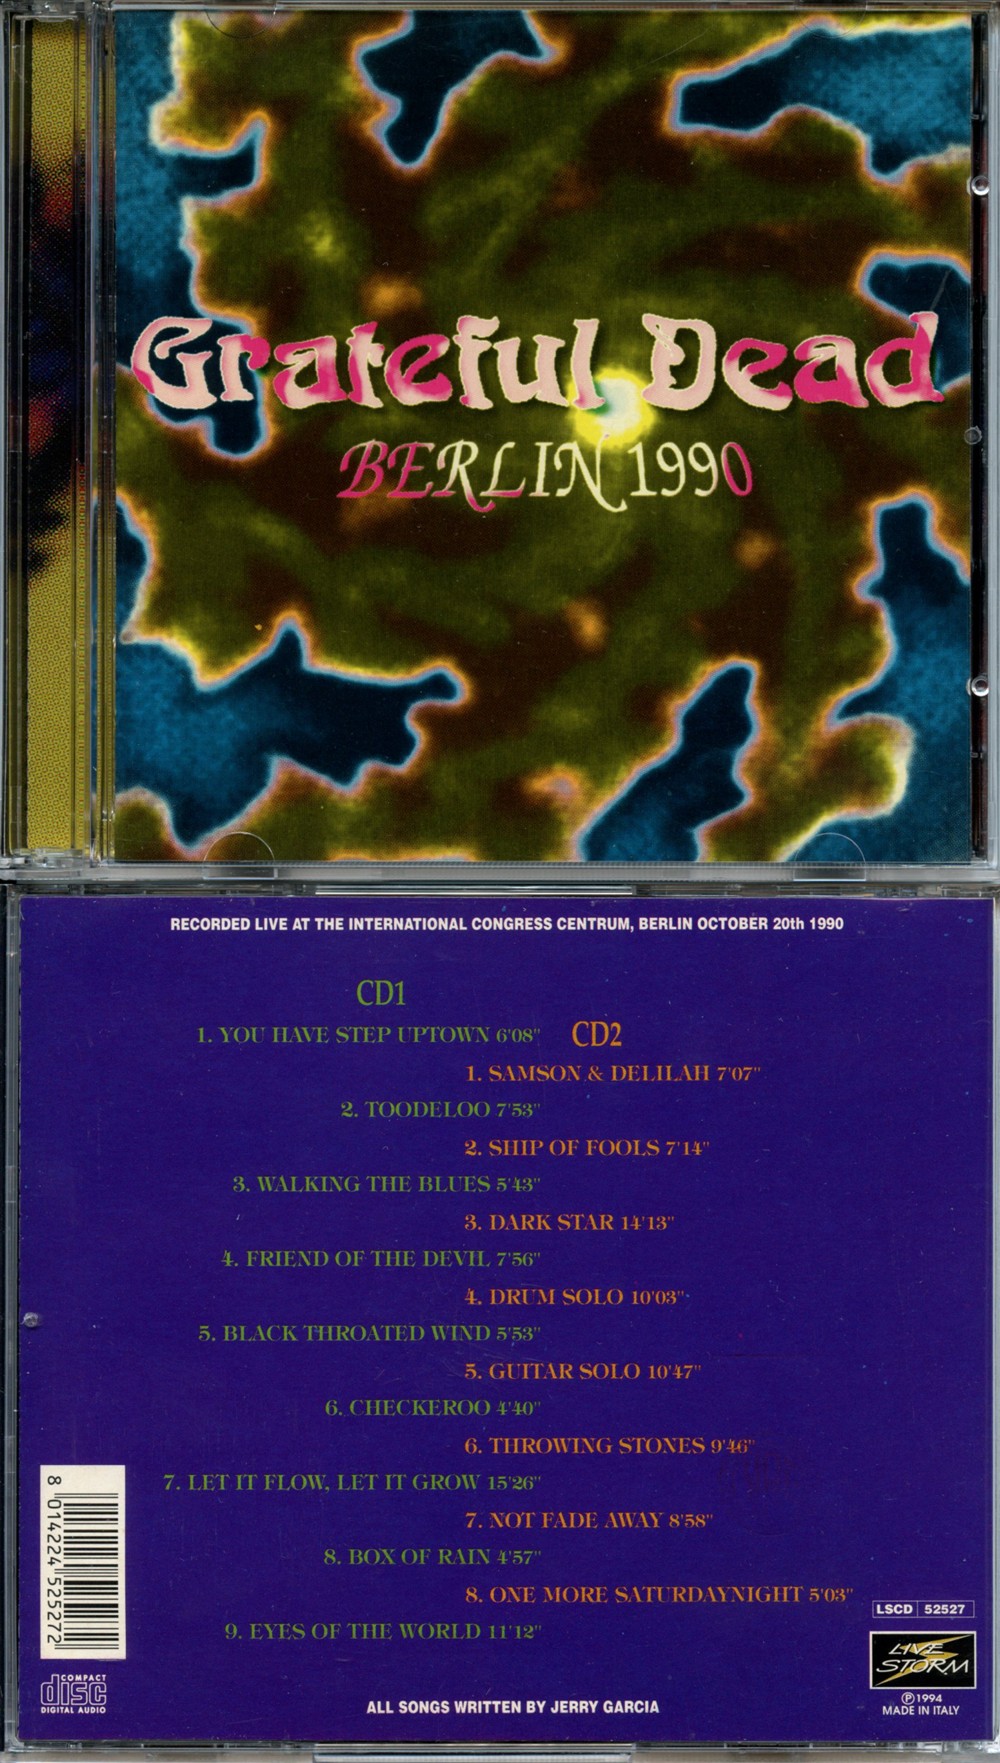 Grateful Dead
BERLIN 1990
RECORDED LIVE AT THE INTERNATIONAL CONGRESS CENTRUM, BERLIN OCTOBER 20th 1990
CD1
1. YOU HAVE STEP UPTOWN 6'08"
2. TOODELOO 7'53"
3. WALKING THE BLUES 5'43"
4. FRIEND OF THE DEVIL 7'56"
5. BLACK THROATED WIND 5'53"
6. CHECKEROO 4'40"
7. LET IT FLOW, LET IT GROW 15'26"
8. BOX OF RAIN 4'57"
9. EYES OF THE WORLD 11'12"
CD2
1. SAMSON & DELILAH 7'07"
2. SHIP OF FOOLS 7'14"
3. DARK STAR 14'13"
4. DRUM SOLO 10'03"
5. GUITAR SOLO 10'47"
6. THROWING STONES 9'46"
7. NOT FADE AWAY 8'58"
8. ONE MORE SATURDAYNIGHT 5'03"
8 014224 525272
COMPACT
disc
DIGITAL AUDIO
ALL SONGS WRITTEN BY JERRY GARCIA
LSCD 52527
LIVE
STORM
℗1994
MADE IN ITALY